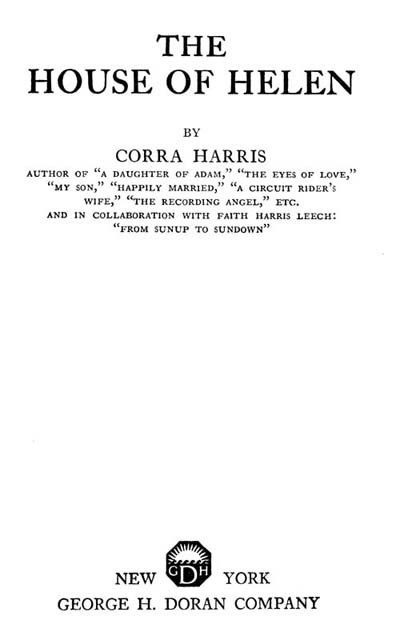 THE
HOUSE OF HELEN
BY
CORRA HARRIS
AUTHOR OF “A DAUGHTER OF ADAM,” “THE EYES OF LOVE,”
“MY SON,” “HAPPILY MARRIED,” “A CIRCUIT RIDER’S
WIFE,” “THE RECORDING ANGEL,” ETC.
AND IN COLLABORATION WITH FAITH HARRIS LEECH:
“FROM SUNUP TO SUNDOWN”
GDH
NEW YORK
GEORGE H. DORAN COMPANY